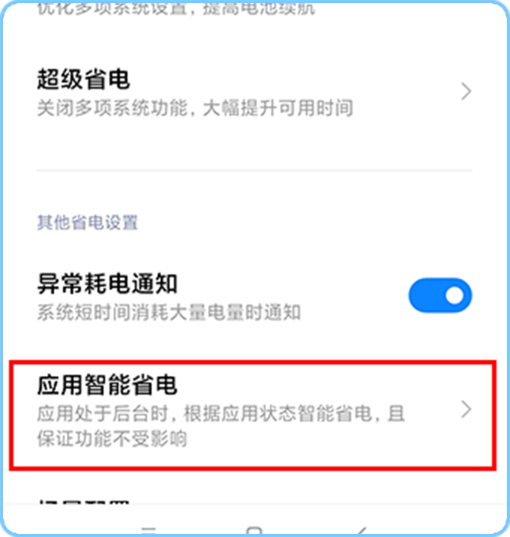 优化多项系统设置，提高电池续航
超级省电
关闭多项系统功能，大幅提升可用时间
其他省电设置
异常耗电通知
系统短时间消耗大量电量时通知
应用智能省电
应用处于后台时，根据应用状态智能省电，且
保证功能不受影响